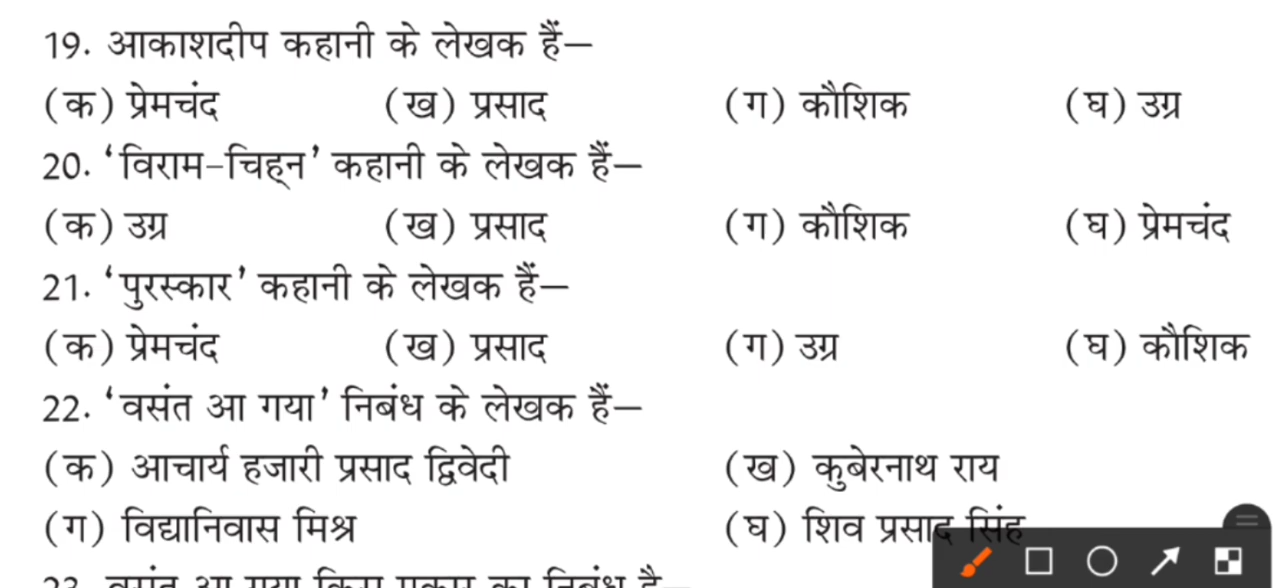 19. आकाशदीप कहानी के लेखक हैं—
(क) प्रेमचंद (ख) प्रसाद (ग) कौशिक (घ) उग्र
20. ‘विराम-चिह्न’ कहानी के लेखक हैं—
(क) उग्र (ख) प्रसाद (ग) कौशिक (घ) प्रेमचंद
21. ‘पुरस्कार’ कहानी के लेखक हैं—
(क) प्रेमचंद (ख) प्रसाद (ग) उग्र (घ) कौशिक
22. ‘वसंत आ गया’ निबंध के लेखक हैं—
(क) आचार्य हजारी प्रसाद द्विवेदी (ख) कुबेरनाथ राय
(ग) विद्यानिवास मिश्र (घ) शिव प्रसाद सिंह